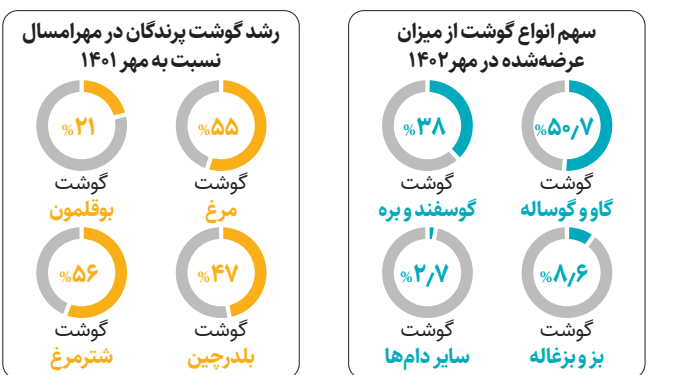 سهم انواع گوشت از میزان
عرضه‌شده در مهر ۱۴۰۲
%۵۰٫۷
گوشت
گاو و گوساله
%۳۸
گوشت
گوسفند و بره
%۸٫۶
گوشت
بز و بزغاله
%۲٫۷
گوشت
سایر دام‌ها
رشد گوشت پرندگان در مهر امسال
نسبت به مهر ۱۴۰۱
%۵۵
گوشت
مرغ
%۲۱
گوشت
بوقلمون
%۴۷
گوشت
بلدرچین
%۵۶
گوشت
شترمرغ